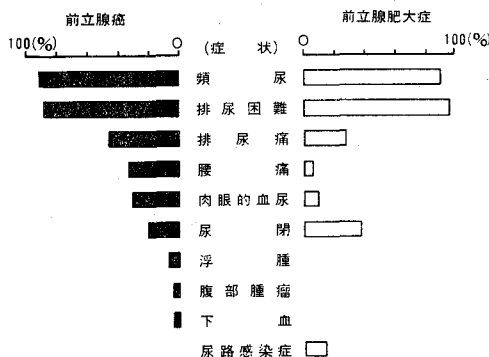 前立腺癌
前立腺肥大症
100(%) 0 (症状) 0 100(%)
頻尿
排尿困難
排尿痛
腰痛
肉眼的血尿
尿閉
浮腫
腹部腫瘤
下血
尿路感染症